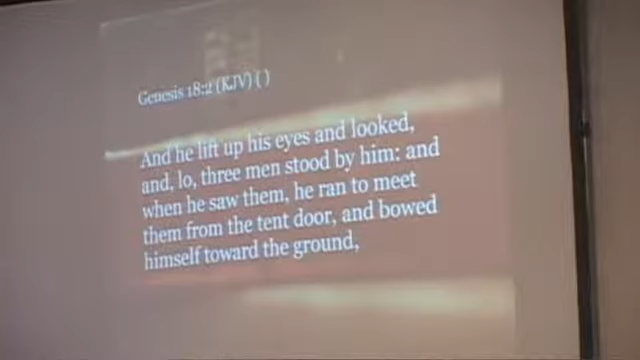 Genesis 18:2 (KJV) ( )
And he lift up his eyes and looked,
and, lo, three men stood by him: and
when he saw them, he ran to meet
them from the tent door, and bowed
himself toward the ground,